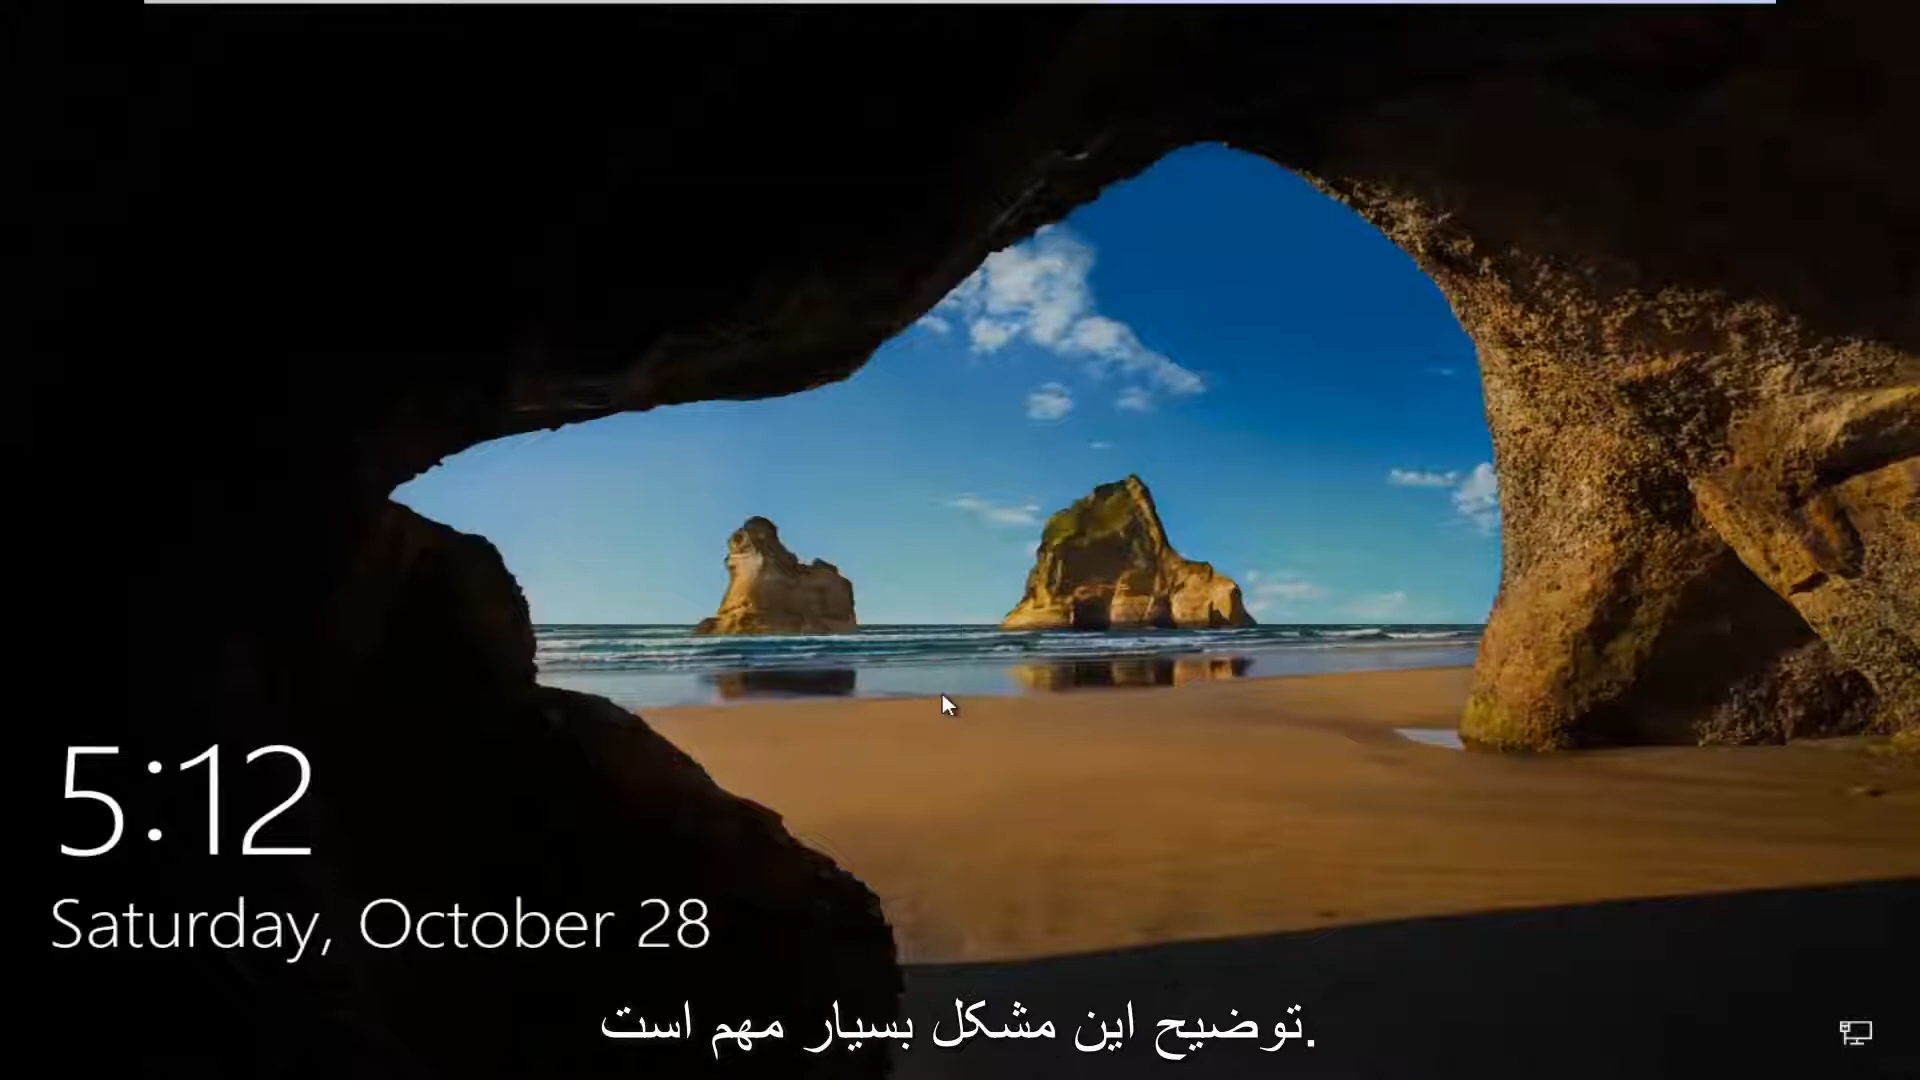 5:12
Saturday, October 28
توضیح این مشکل بسیار مهم است.